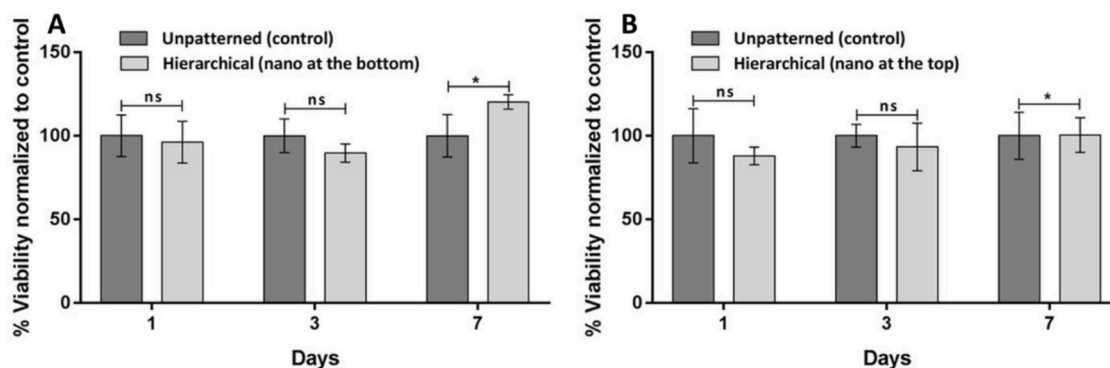 A
Unpatterned (control)
Hierarchical (nano at the bottom)
% Viability normalized to control
150
100
50
0
ns
ns
*
1
3
7
Days
B
Unpatterned (control)
Hierarchical (nano at the top)
% Viability normalized to control
150
100
50
0
ns
ns
*
1
3
7
Days